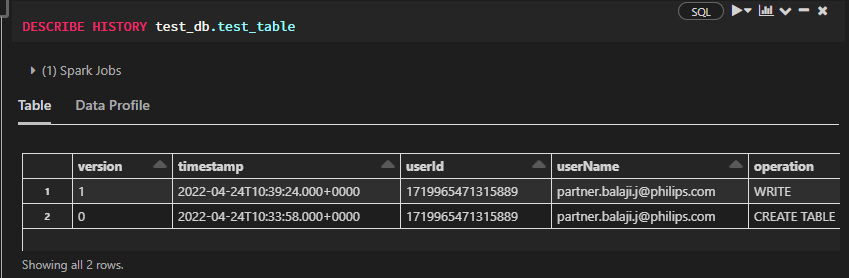 SQL
DESCRIBE HISTORY test_db.test_table
(1) Spark Jobs
Table Data Profile
version timestamp userId userName operation
1 1 2022-04-24T10:39:24.000+0000 1719965471315889 partner.balaji.j@philips.com WRITE
2 0 2022-04-24T10:33:58.000+0000 1719965471315889 partner.balaji.j@philips.com CREATE TABLE
Showing all 2 rows.